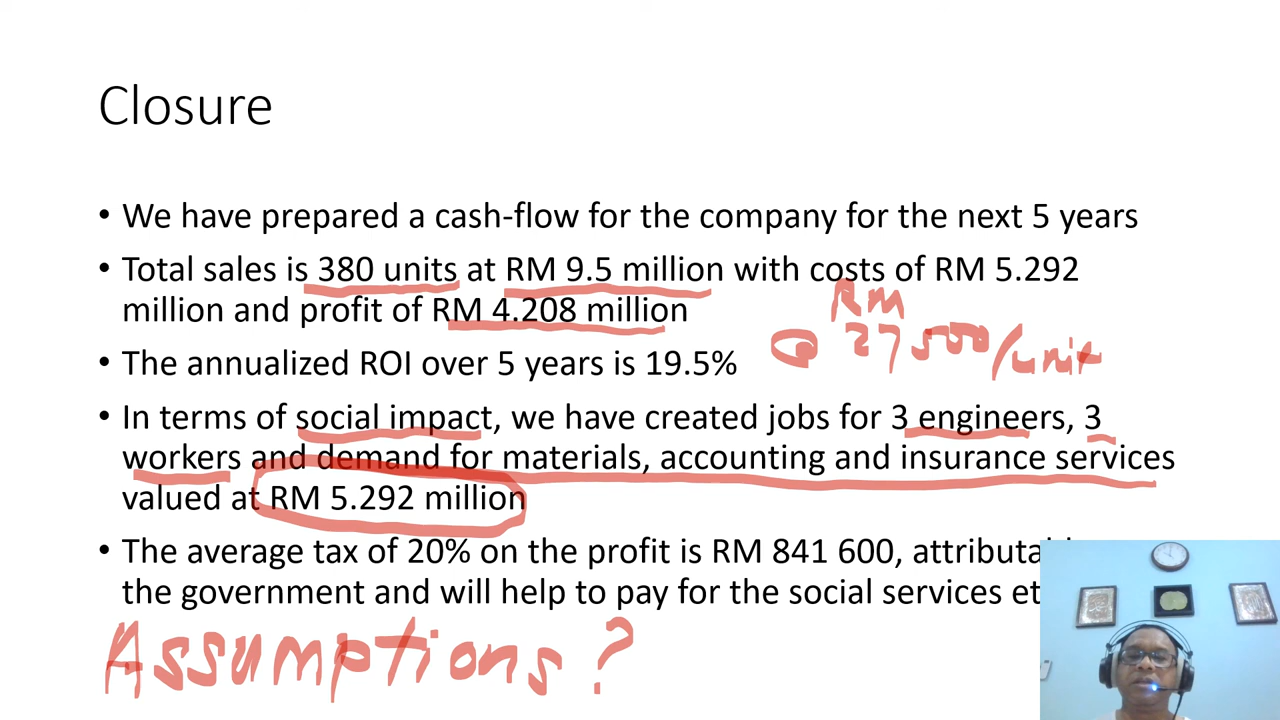 Closure
• We have prepared a cash-flow for the company for the next 5 years
• Total sales is 380 units at RM 9.5 million with costs of RM 5.292
million and profit of RM 4.208 million
RM
@ 27 500/unit
• The annualized ROI over 5 years is 19.5%
• In terms of social impact, we have created jobs for 3 engineers, 3
workers and demand for materials, accounting and insurance services
valued at RM 5.292 million
• The average tax of 20% on the profit is RM 841 600,
the government and will help to pay for the social services
Assumptions?